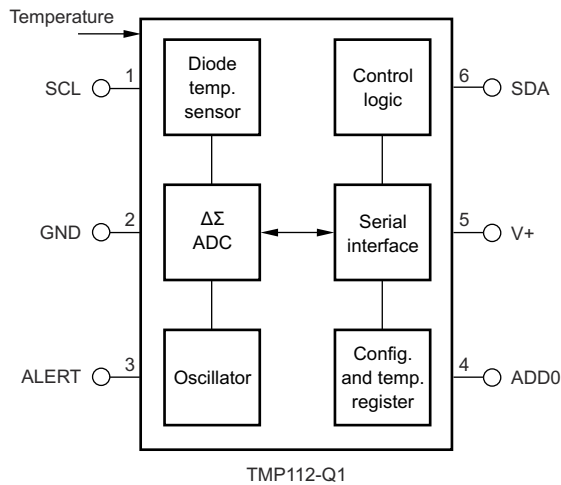 Temperature
SCL
1
Diode
temp.
sensor
Control
logic
6
SDA
GND
2
ΔΣ
ADC
Serial
interface
5
V+
ALERT
3
Oscillator
Config.
and temp.
register
4
ADD0
TMP112-Q1